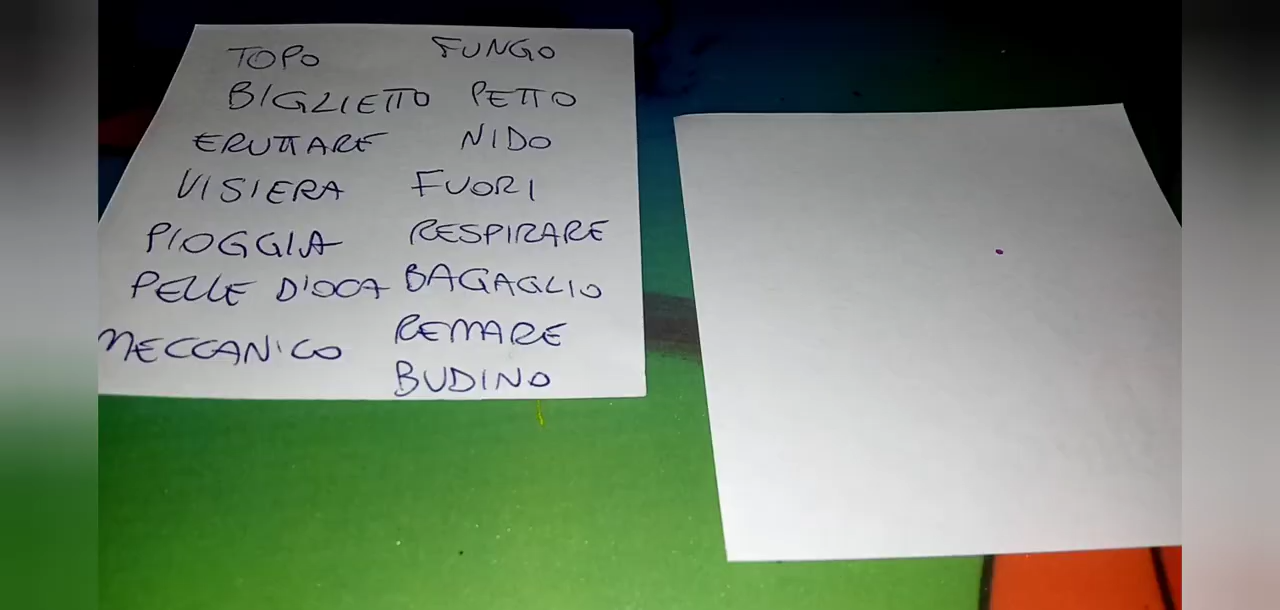 TOPO FUNGO
BIGLIETTO PETTO
ERUTTARE NIDO
VISIERA FUORI
PIOGGIA RESPIRARE
PELLE D'OCA BAGAGLIO
MECCANICO REMARE
BUDINO